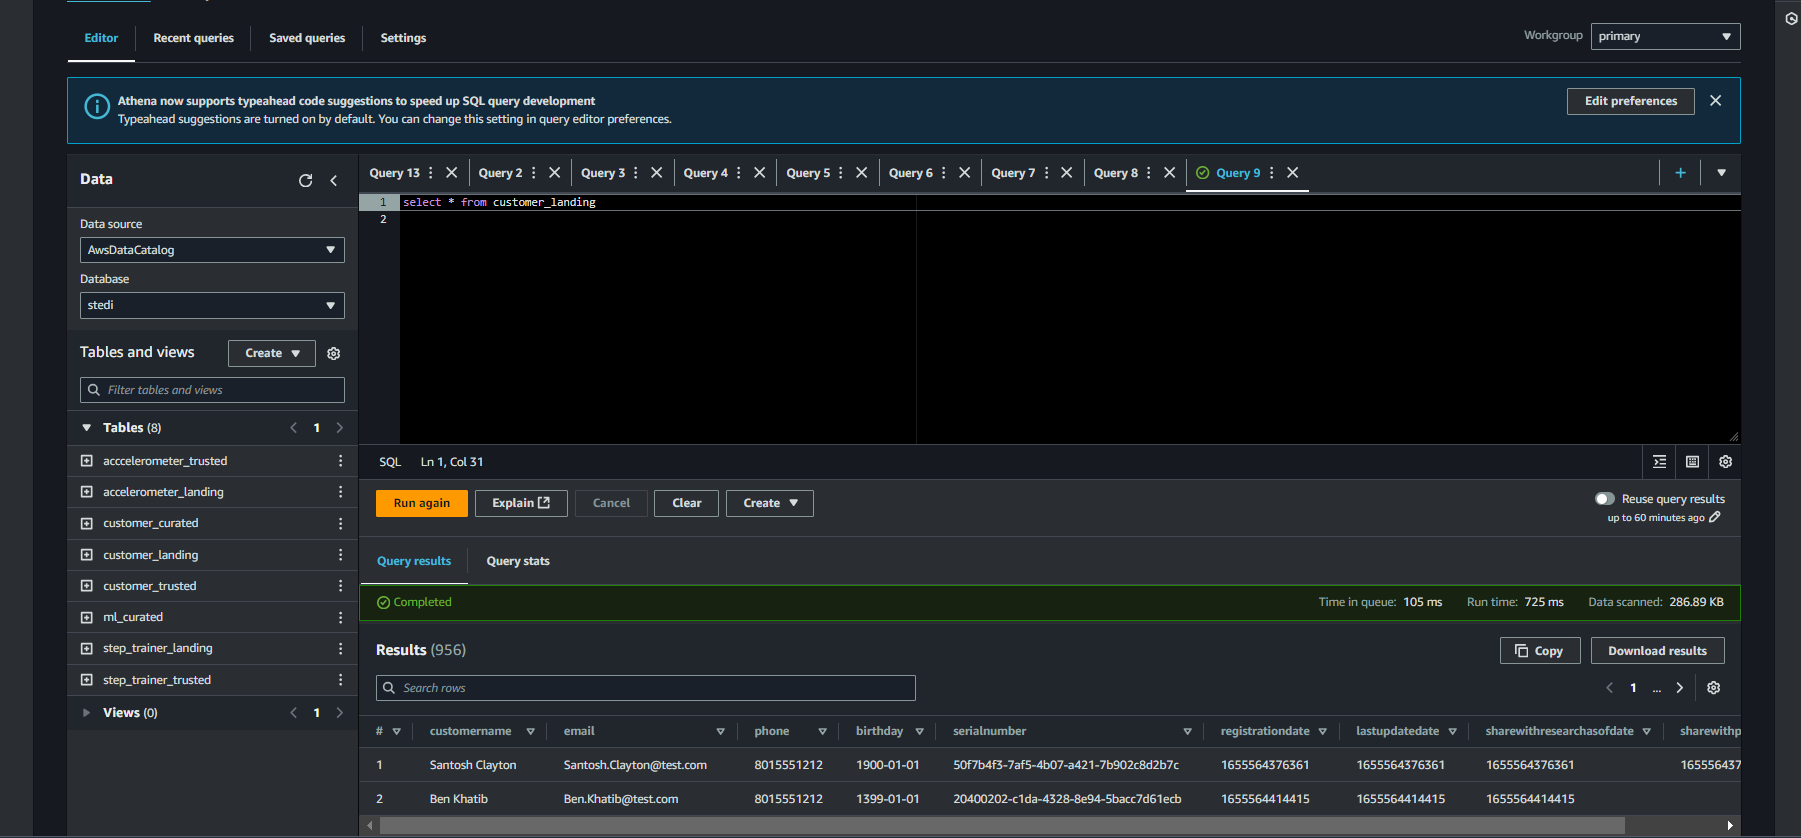 Editor
Recent queries
Saved queries
Settings
Workgroup
primary
Athena now supports typeahead code suggestions to speed up SQL query development
Typeahead suggestions are turned on by default. You can change this setting in query editor preferences.
Edit preferences
Data
Data source
AwsDataCatalog
Database
stedi
Tables and views
Create
Filter tables and views
Tables (8)
1
acccelerometer_trusted
accelerometer_landing
customer_curated
customer_landing
customer_trusted
ml_curated
step_trainer_landing
step_trainer_trusted
Views (0)
1
Query 13
Query 2
Query 3
Query 4
Query 5
Query 6
Query 7
Query 8
Query 9
1 select * from customer_landing
2
SQL Ln 1, Col 31
Run again
Explain
Cancel
Clear
Create
Reuse query results
up to 60 minutes ago
Query results
Query stats
Completed
Time in queue: 105 ms
Run time: 725 ms
Data scanned: 286.89 KB
Results (956)
Copy
Download results
Search rows
1 ...
# customername email phone birthday serialnumber registrationdate lastupdatedate sharewithresearchasofdate sharewithp
1 Santosh Clayton Santosh.Clayton@test.com 8015551212 1900-01-01 50f7b4f3-7af5-4b07-a421-7b902c8d2b7c 1655564376361 1655564376361 1655564376361 165556437
2 Ben Khatib Ben.Khatib@test.com 8015551212 1399-01-01 20400202-c1da-4328-8e94-5bacc7d61ecb 1655564414415 1655564414415 1655564414415